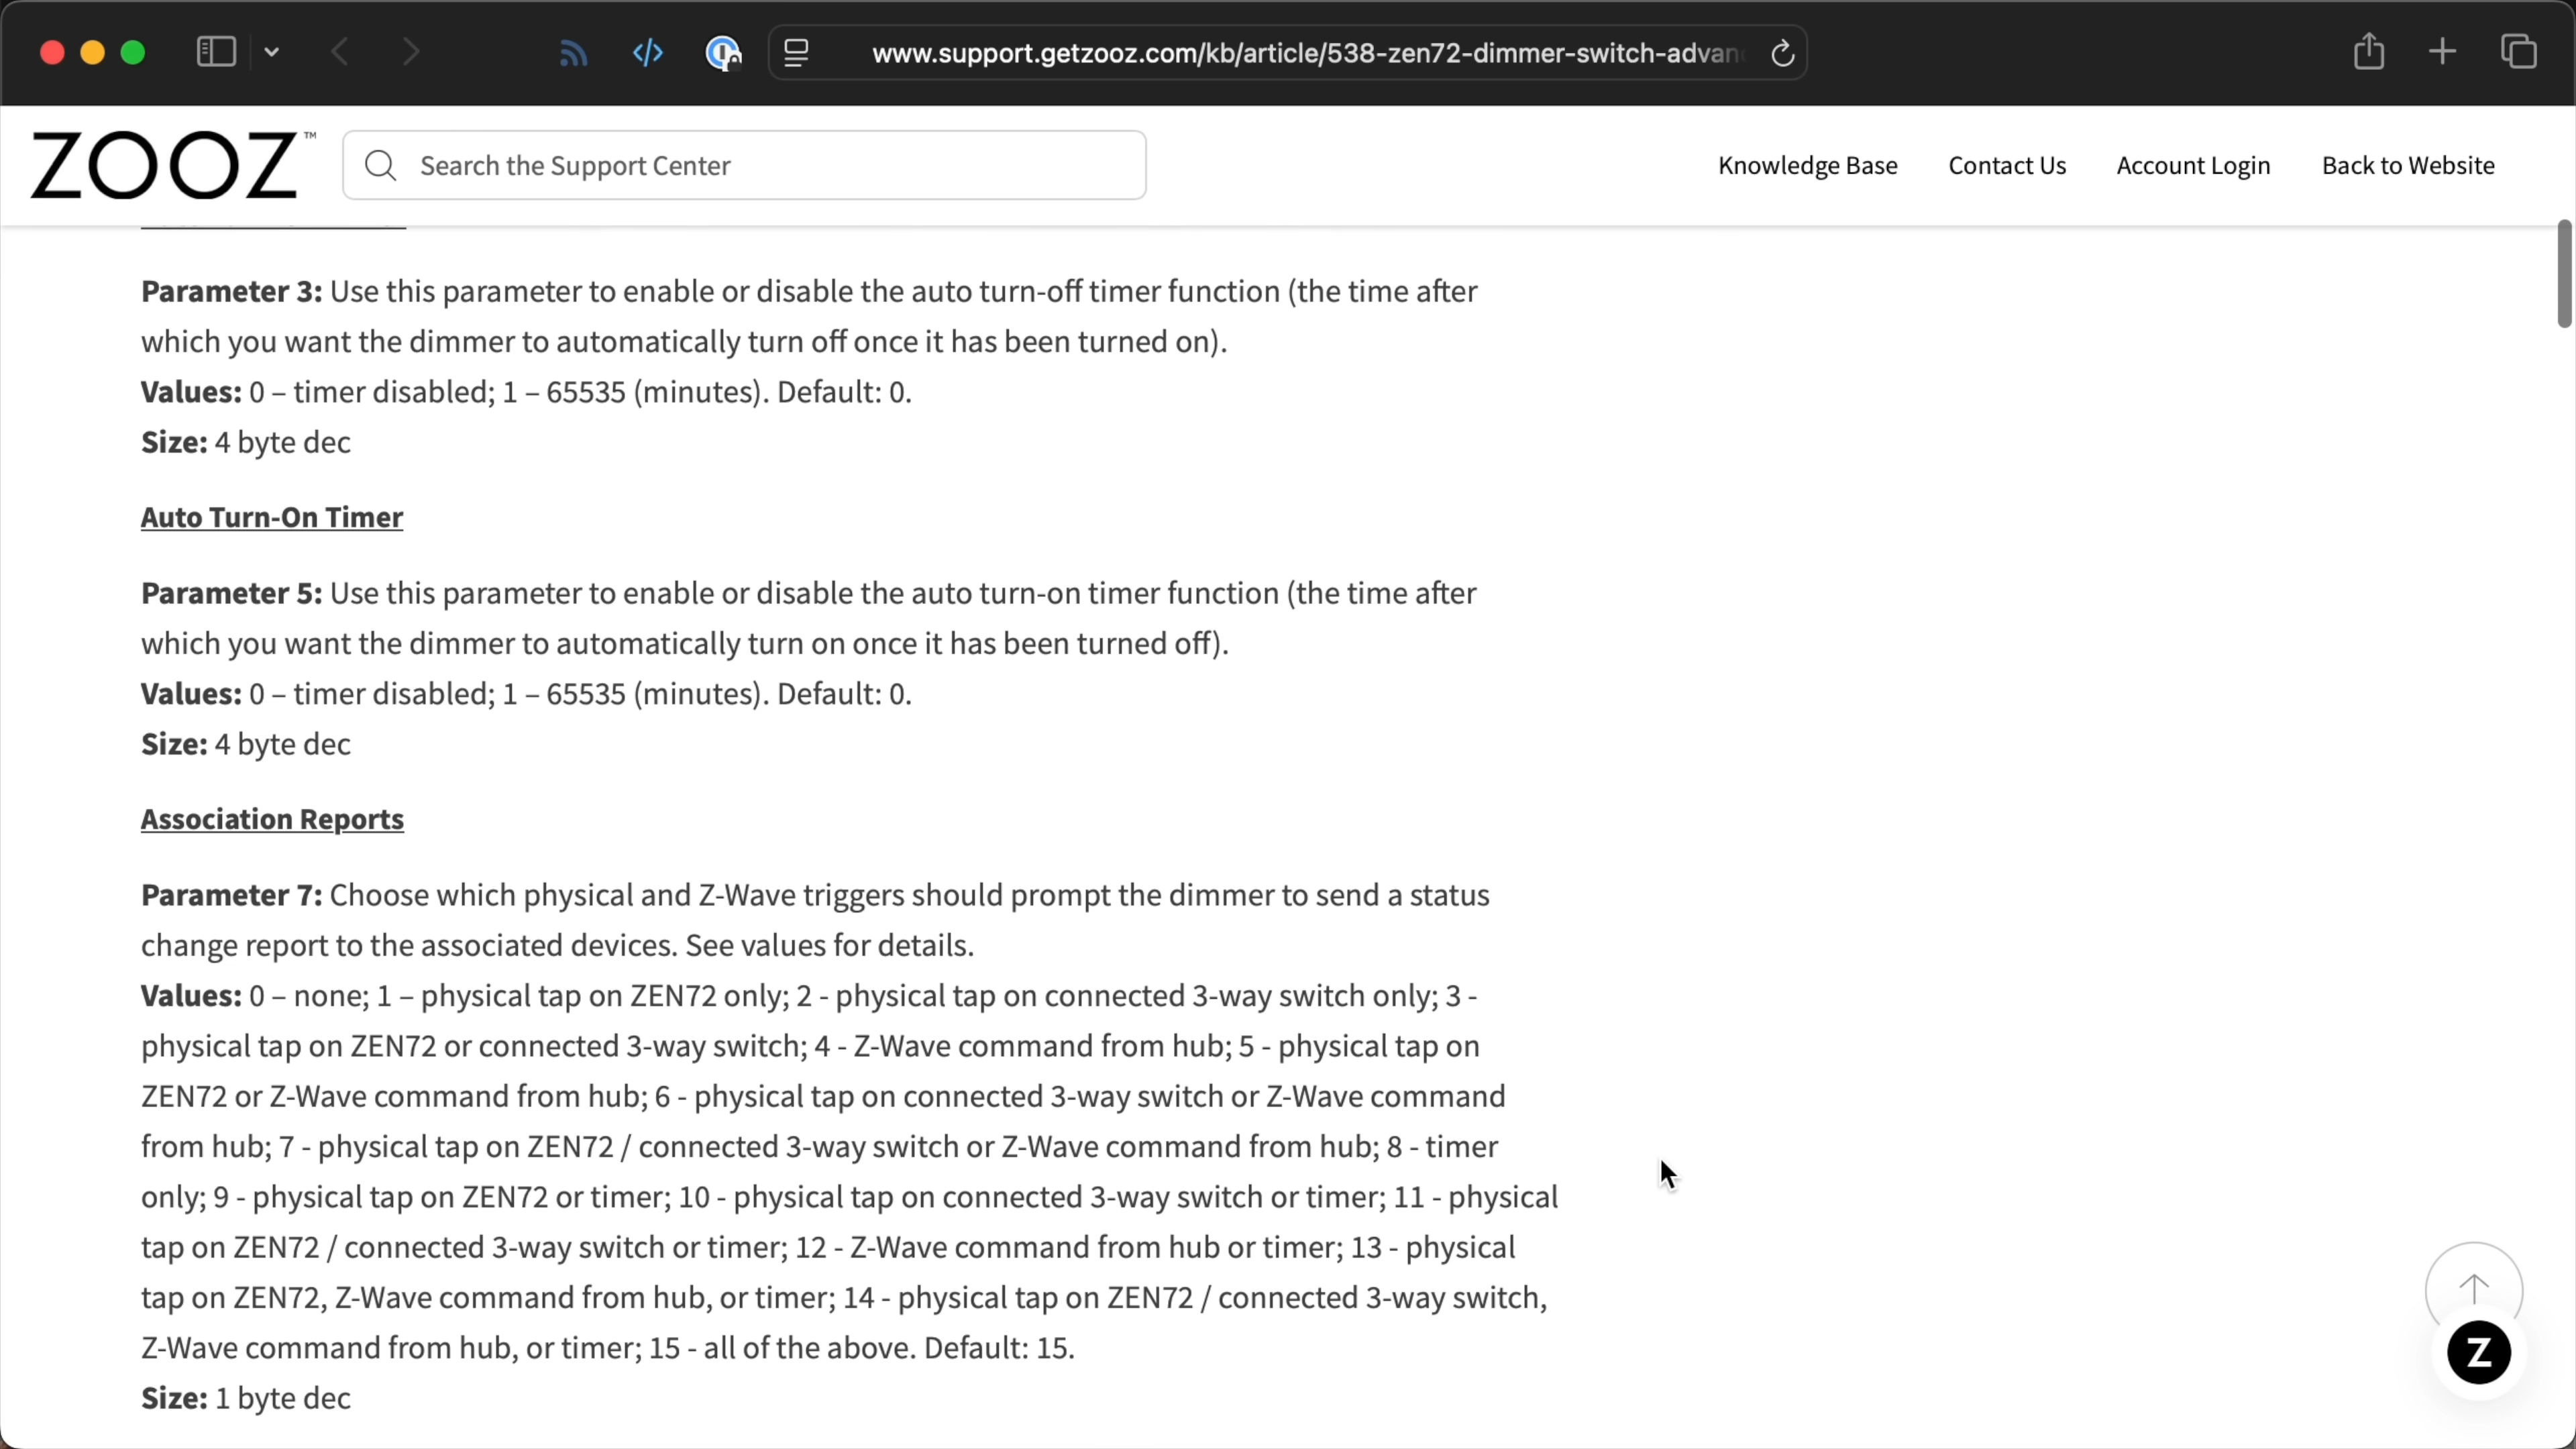 www.support.getzooz.com/kb/article/538-zen72-dimmer-switch-advan
ZOOZ™
Search the Support Center
Knowledge Base
Contact Us
Account Login
Back to Website
Parameter 3: Use this parameter to enable or disable the auto turn-off timer function (the time after
which you want the dimmer to automatically turn off once it has been turned on).
Values: 0 – timer disabled; 1 – 65535 (minutes). Default: 0.
Size: 4 byte dec
Auto Turn-On Timer
Parameter 5: Use this parameter to enable or disable the auto turn-on timer function (the time after
which you want the dimmer to automatically turn on once it has been turned off).
Values: 0 – timer disabled; 1 – 65535 (minutes). Default: 0.
Size: 4 byte dec
Association Reports
Parameter 7: Choose which physical and Z-Wave triggers should prompt the dimmer to send a status
change report to the associated devices. See values for details.
Values: 0 – none; 1 – physical tap on ZEN72 only; 2 - physical tap on connected 3-way switch only; 3 -
physical tap on ZEN72 or connected 3-way switch; 4 - Z-Wave command from hub; 5 - physical tap on
ZEN72 or Z-Wave command from hub; 6 - physical tap on connected 3-way switch or Z-Wave command
from hub; 7 - physical tap on ZEN72 / connected 3-way switch or Z-Wave command from hub; 8 - timer
only; 9 - physical tap on ZEN72 or timer; 10 - physical tap on connected 3-way switch or timer; 11 - physical
tap on ZEN72 / connected 3-way switch or timer; 12 - Z-Wave command from hub or timer; 13 - physical
tap on ZEN72, Z-Wave command from hub, or timer; 14 - physical tap on ZEN72 / connected 3-way switch,
Z-Wave command from hub, or timer; 15 - all of the above. Default: 15.
Size: 1 byte dec
Z